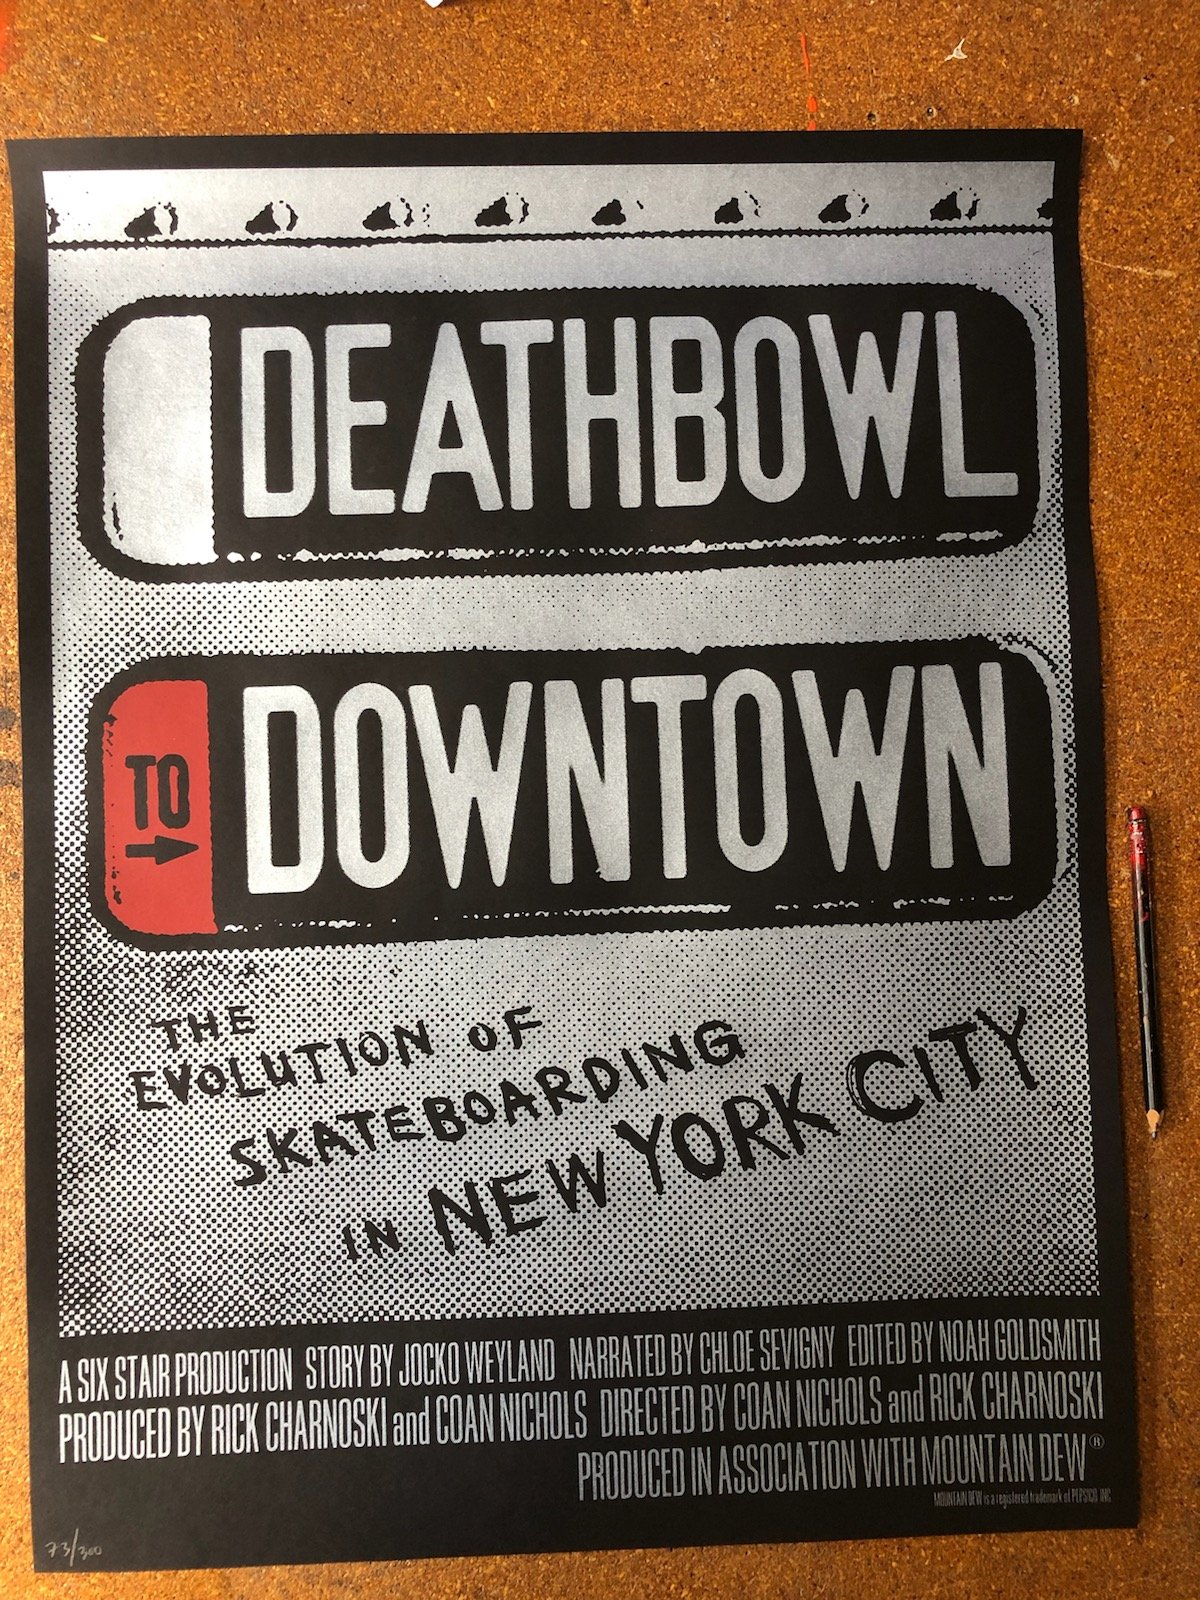 DEATHBOWL
TO
DOWNTOWN
THE
EVOLUTION OF
SKATEBOARDING
IN NEW YORK CITY
A SIX STAIR PRODUCTION STORY BY JOCKO WEYLAND NARRATED BY CHLOE SEVIGNY EDITED BY NOAH GOLDSMITH
PRODUCED BY RICK CHARNOSKI and COAN NICHOLS DIRECTED BY COAN NICHOLS and RICK CHARNOSKI
PRODUCED IN ASSOCIATION WITH MOUNTAIN DEW®
MOUNTAIN DEW is a registered trademark of PEPSICO, INC
73/300